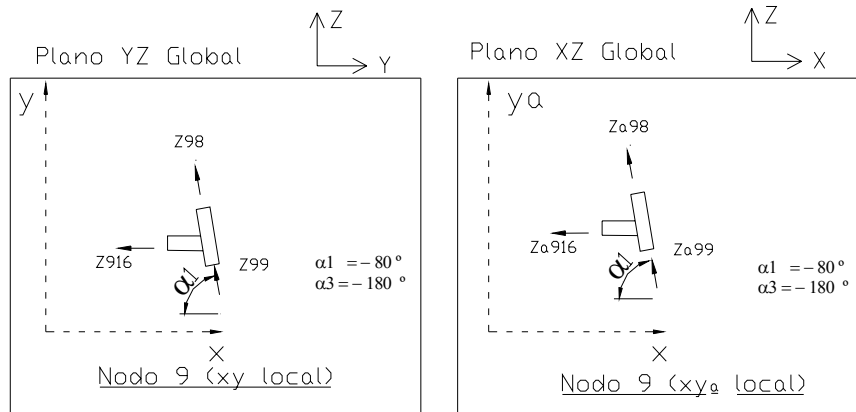 Plano YZ Global
Z
Y
y
Z98
Z916
Z99
α1
α1 = − 80 º
α3 = − 180 º
x
Nodo 9 (xy local)
Plano XZ Global
Z
X
ya
Za98
Za916
Za99
α1
α1 = − 80 º
α3 = − 180 º
x
Nodo 9 (xya local)